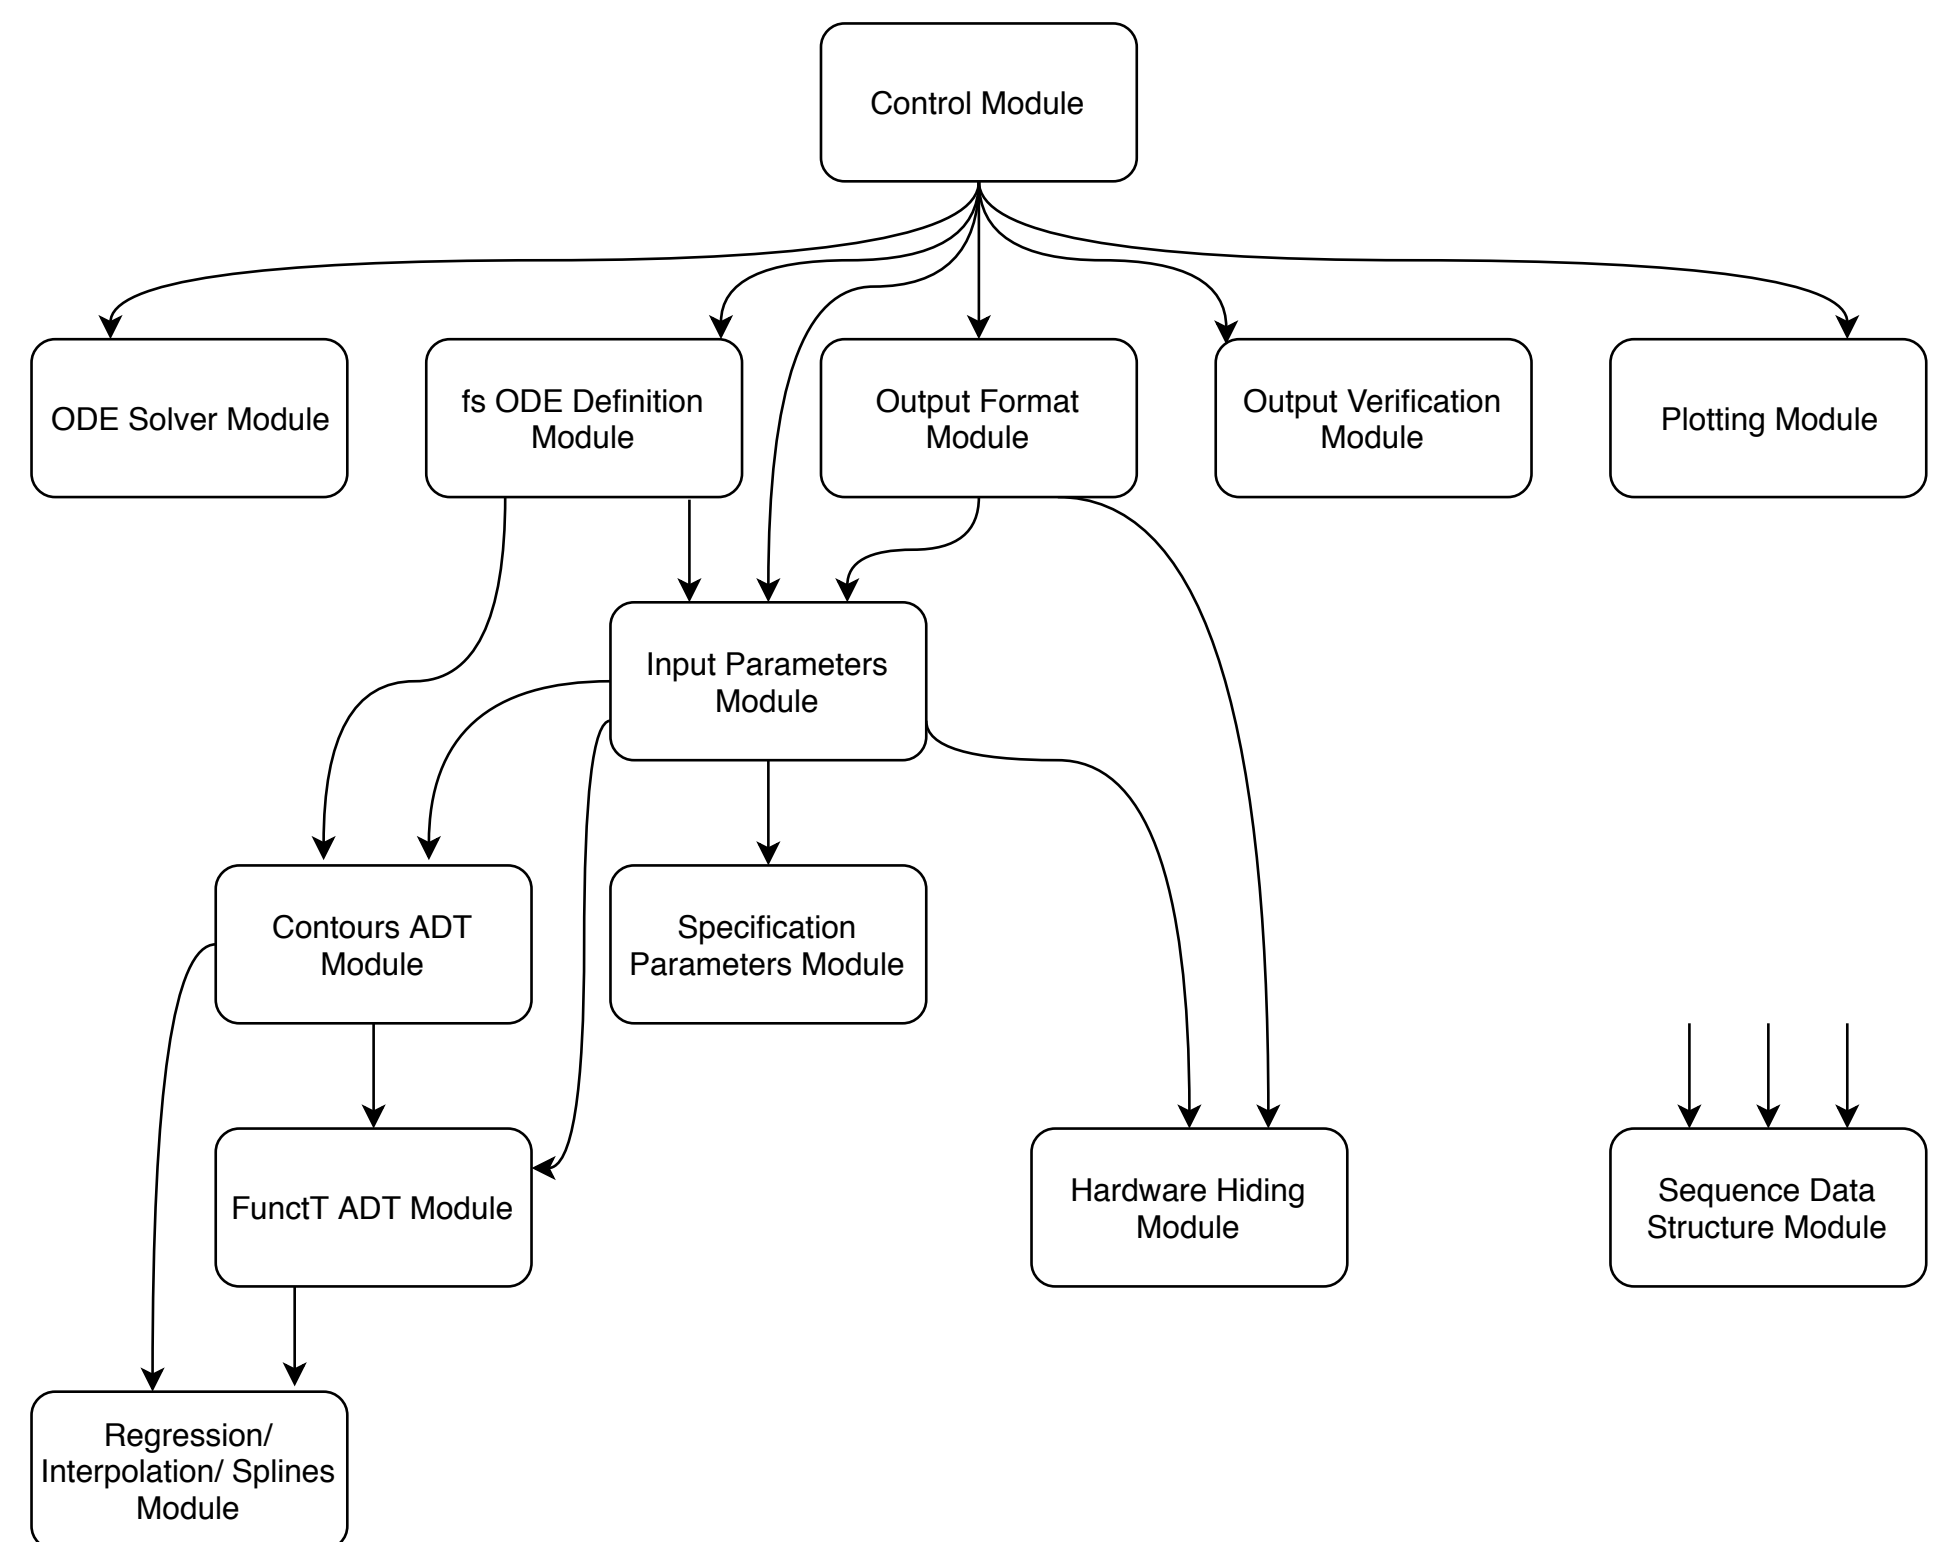 Control Module
ODE Solver Module
fs ODE Definition
Module
Output Format
Module
Output Verification
Module
Plotting Module
Input Parameters
Module
Contours ADT
Module
Specification
Parameters Module
FunctT ADT Module
Hardware Hiding
Module
Sequence Data
Structure Module
Regression/
Interpolation/ Splines
Module